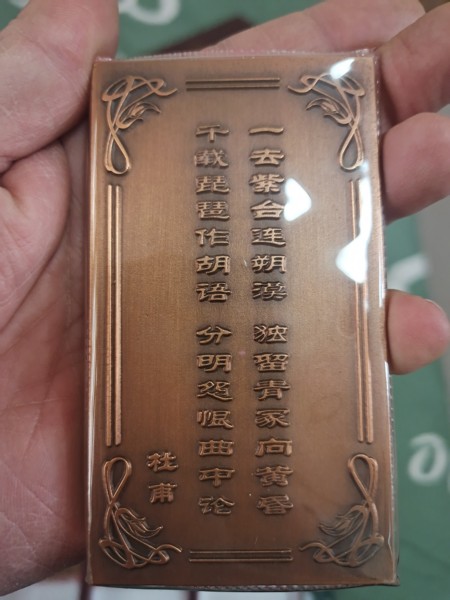 一去紫台连朔漠 独留青冢向黄昏
千载琵琶作胡语 分明怨恨曲中论
杜甫